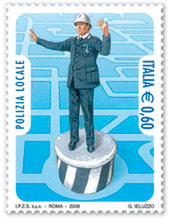 POLIZIA LOCALE
ITALIA € 0,60
I.P.Z.S. S.p.A. - ROMA - 2008
G. IELUZZO